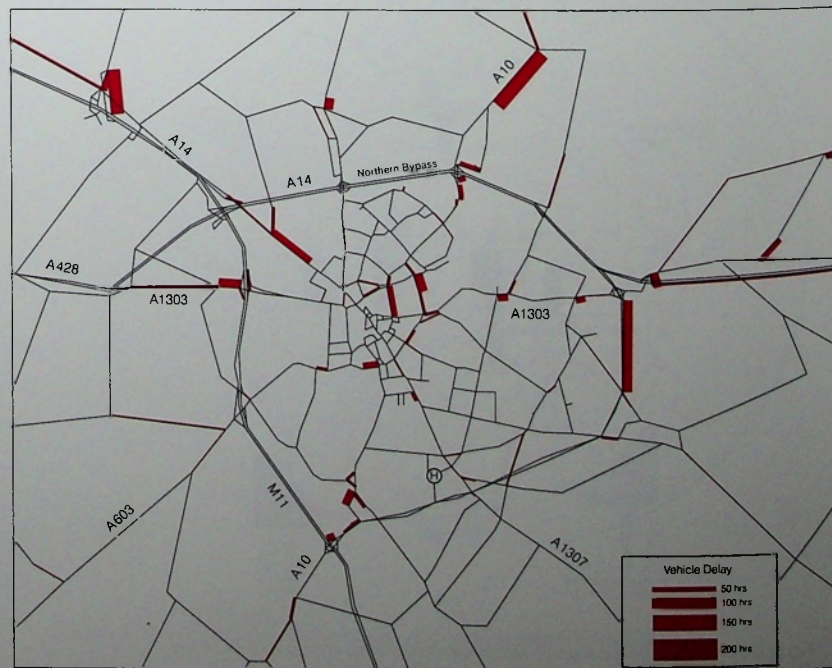 A10
A14
Northern Bypass
A14
A428
A1303
A1303
M11
H
A603
A10
A1307
Vehicle Delay
50 hrs
100 hrs
150 hrs
200 hrs